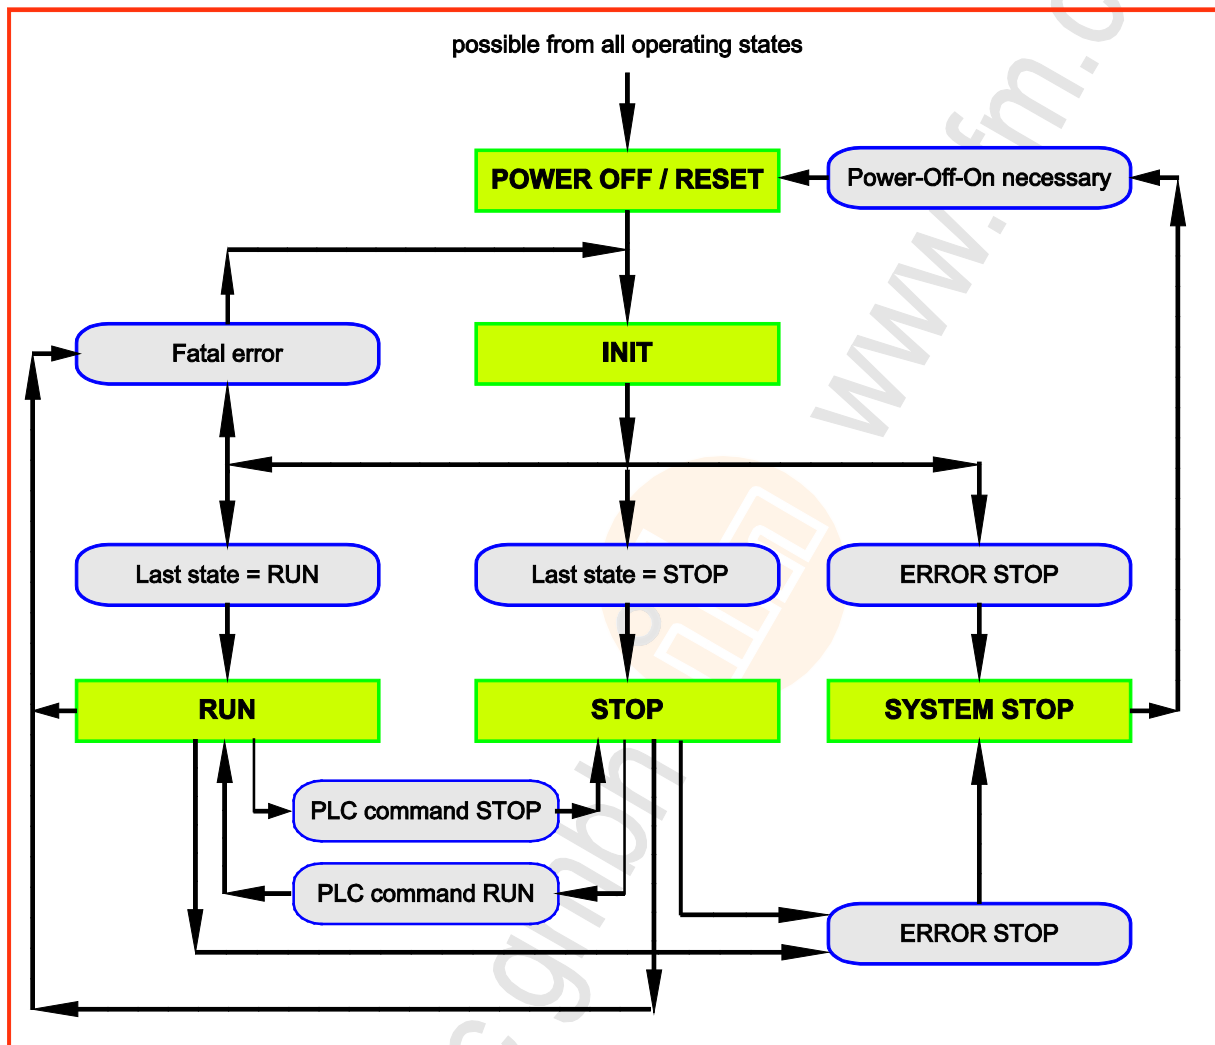 possible from all operating states
POWER OFF / RESET
Power-Off-On necessary
Fatal error
INIT
Last state = RUN
Last state = STOP
ERROR STOP
RUN
STOP
SYSTEM STOP
PLC command STOP
PLC command RUN
ERROR STOP